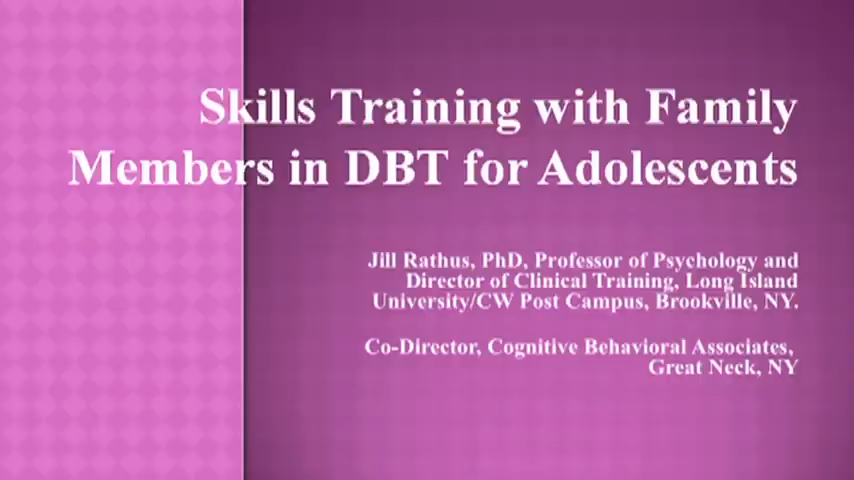 Skills Training with Family
Members in DBT for Adolescents
Jill Rathus, PhD, Professor of Psychology and
Director of Clinical Training, Long Island
University/CW Post Campus, Brookville, NY.
Co-Director, Cognitive Behavioral Associates,
Great Neck, NY